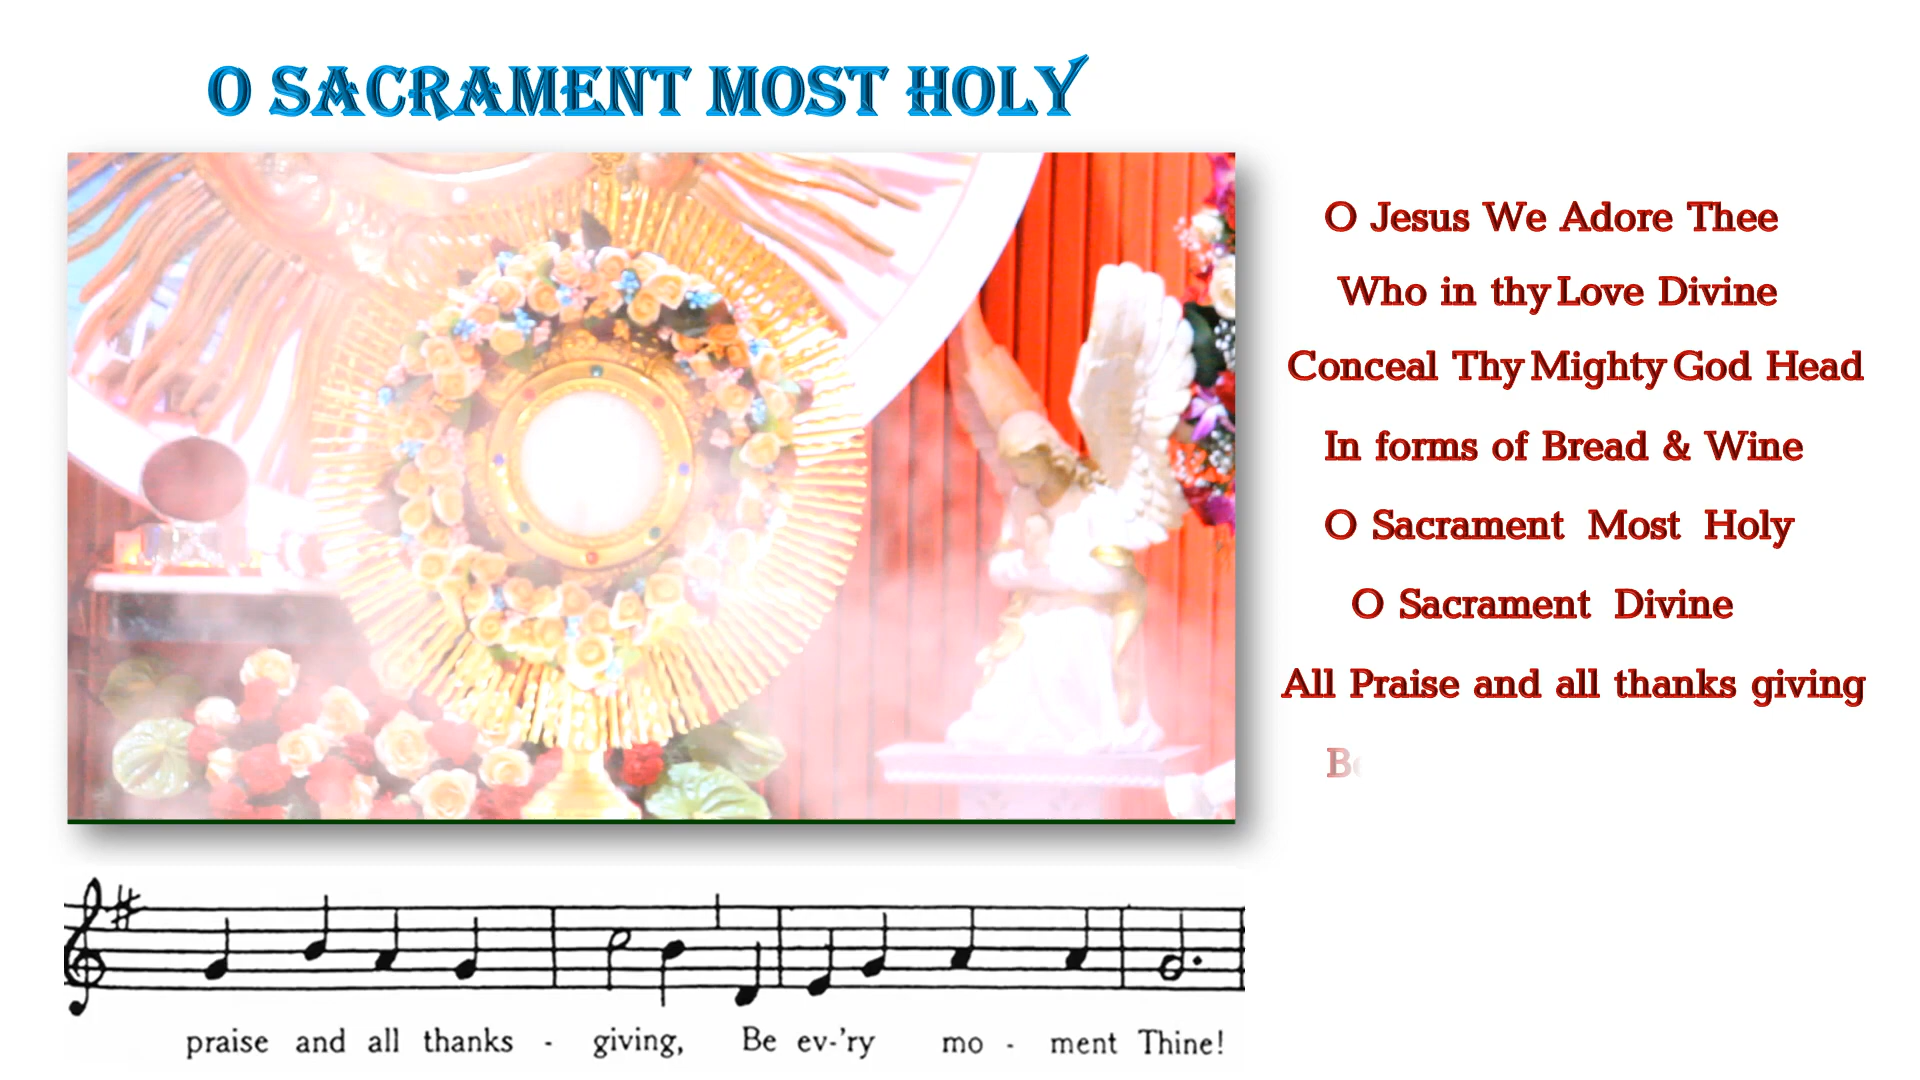 O SACRAMENT MOST HOLY
O Jesus We Adore Thee
Who in thy Love Divine
Conceal Thy Mighty God Head
In forms of Bread & Wine
O Sacrament Most Holy
O Sacrament Divine
All Praise and all thanks giving
praise and all thanks - giving, Be ev-'ry mo - ment Thine!